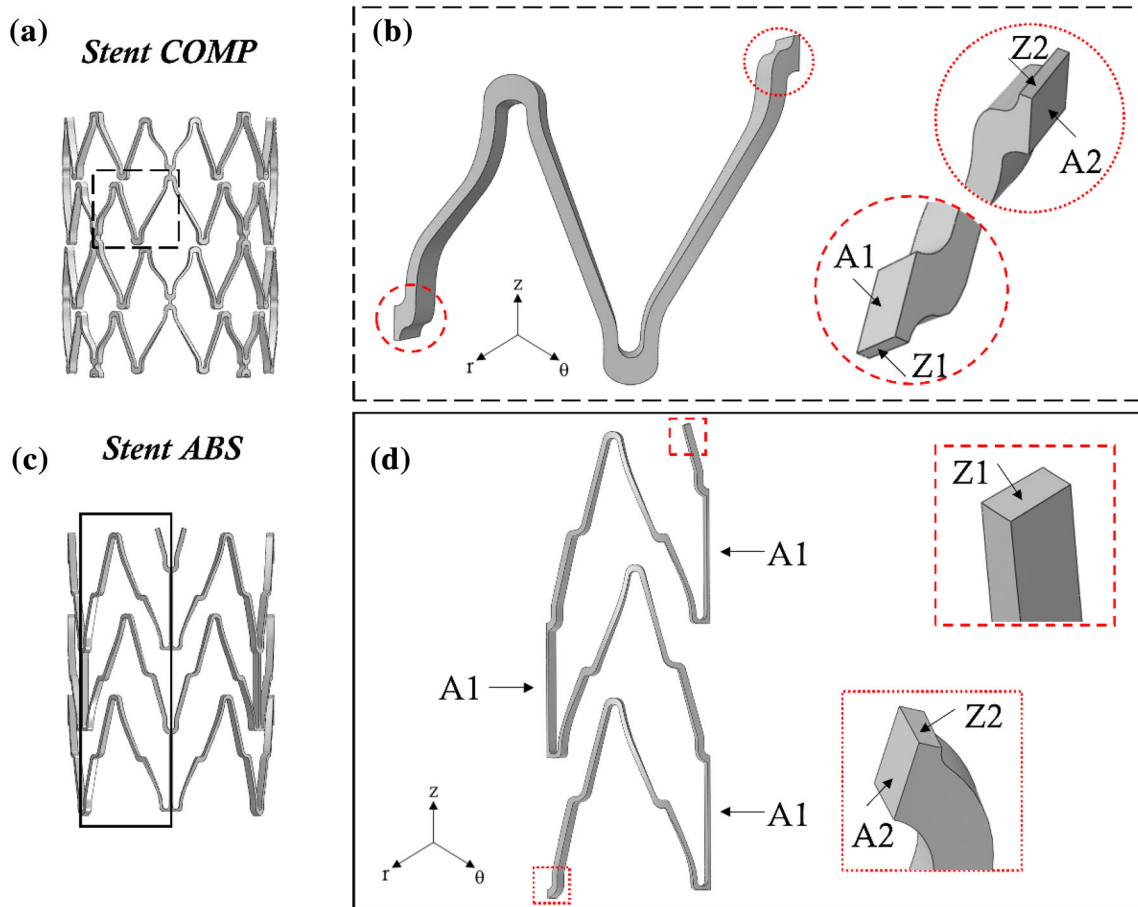 (a)
Stent COMP
(b)
Z2
A2
A1
Z1
z
r
θ
(c)
Stent ABS
(d)
Z1
A1
A1
Z2
A2
A1
z
r
θ